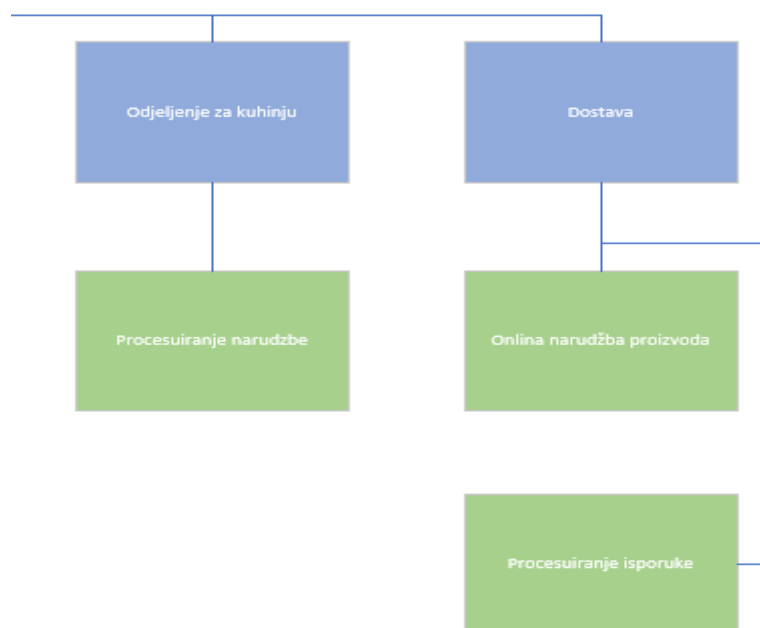 Odjeljenje za kuhinju
Dostava
Procesuiranje narudzbe
Onlina narudžba proizvoda
Procesuiranje isporuke